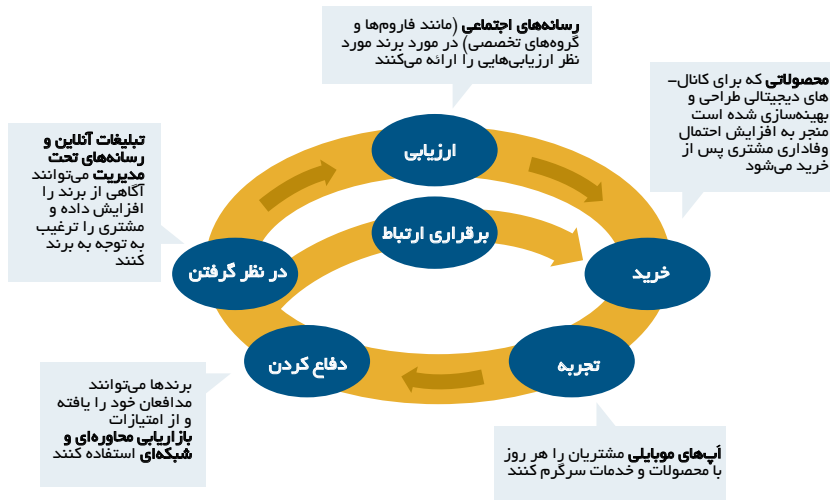 رسانه‌های اجتماعی (مانند فاروم‌ها و
گروه‌های تخصصی) در مورد برند مورد
نظر ارزیابی‌هایی را ارائه می‌کنند
محصولاتی که برای کانال-
های دیجیتالی طراحی و
بهینه‌سازی شده است
منجر به افزایش احتمال
وفاداری مشتری پس از
خرید می‌شود
تبلیغات آنلاین و
رسانه‌های تحت
مدیریت می‌توانند
آگاهی از برند را
افزایش داده و
مشتری را ترغیب
به توجه به برند
کنند
ارزیابی
برقراری ارتباط
خرید
در نظر گرفتن
تجربه
دفاع کردن
برندها می‌توانند
مدافعان خود را یافته
و از امتیازات
بازاریابی محاوره‌ای و
شبکه‌ای استفاده کنند
اَپ‌های موبایلی مشتریان را هر روز
با محصولات و خدمات سرگرم کنند